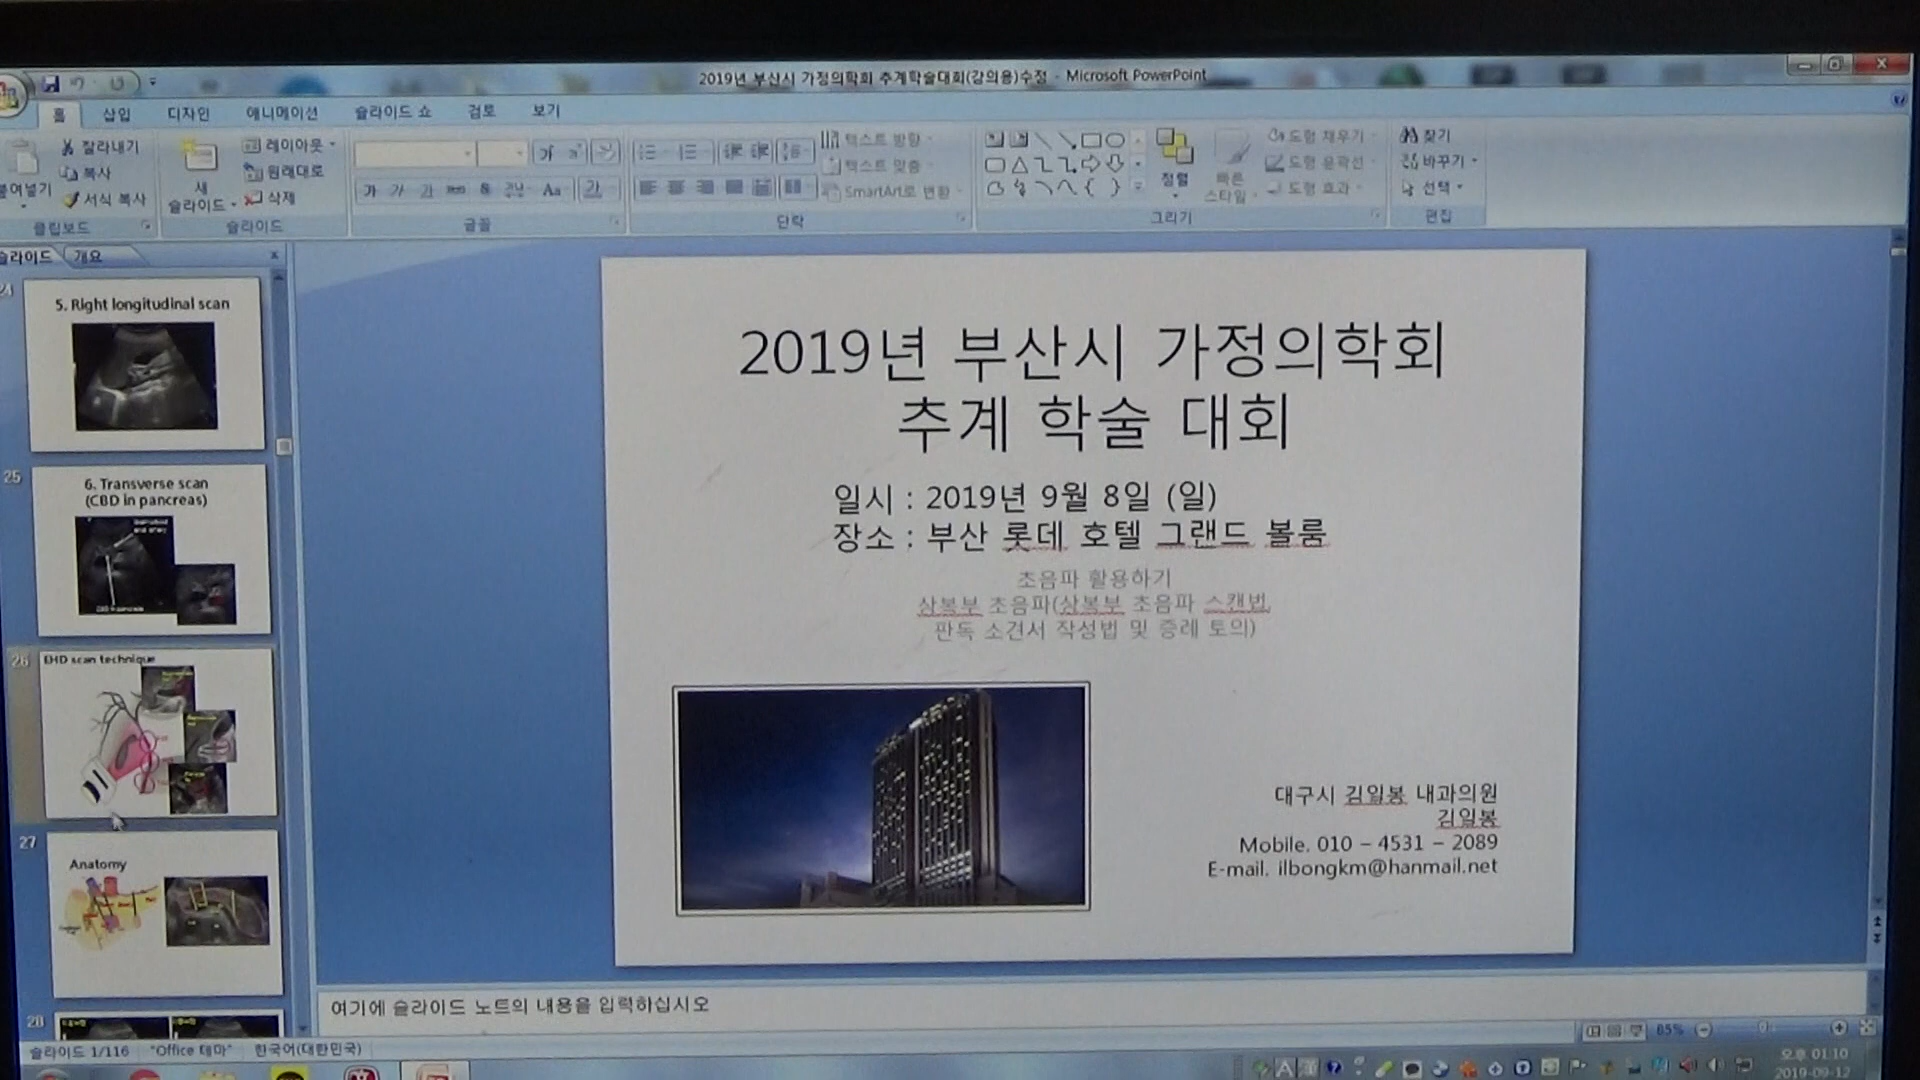 2019년 부산시 가정의학회 추계학술대회(강의용)수정 - Microsoft PowerPoint
홈 삽입 디자인 애니메이션 슬라이드 쇼 검토 보기
잘라내기
복사
서식 복사
클립보드
새
슬라이드
레이아웃
원래대로
삭제
슬라이드
글꼴
텍스트 방향
텍스트 맞춤
SmartArt로 변환
단락
정렬
빠른
스타일
도형 채우기
도형 윤곽선
도형 효과
그리기
찾기
바꾸기
선택
편집
슬라이드 개요
24
5. Right longitudinal scan
25
6. Transverse scan
(CBD in pancreas)
26
EHD scan technique
27
Anatomy
28
2019년 부산시 가정의학회
추계 학술 대회
일시 : 2019년 9월 8일 (일)
장소 : 부산 롯데 호텔 그랜드 볼룸
초음파 활용하기
상복부 초음파(상복부 초음파 스캔법,
판독 소견서 작성법 및 증례 토의)
대구시 김일봉 내과의원
김일봉
Mobile. 010 – 4531 – 2089
E-mail. ilbongkm@hanmail.net
여기에 슬라이드 노트의 내용을 입력하십시오
슬라이드 1/116 "Office 테마" 한국어(대한민국)
85%
오후 01:10
2019-09-12